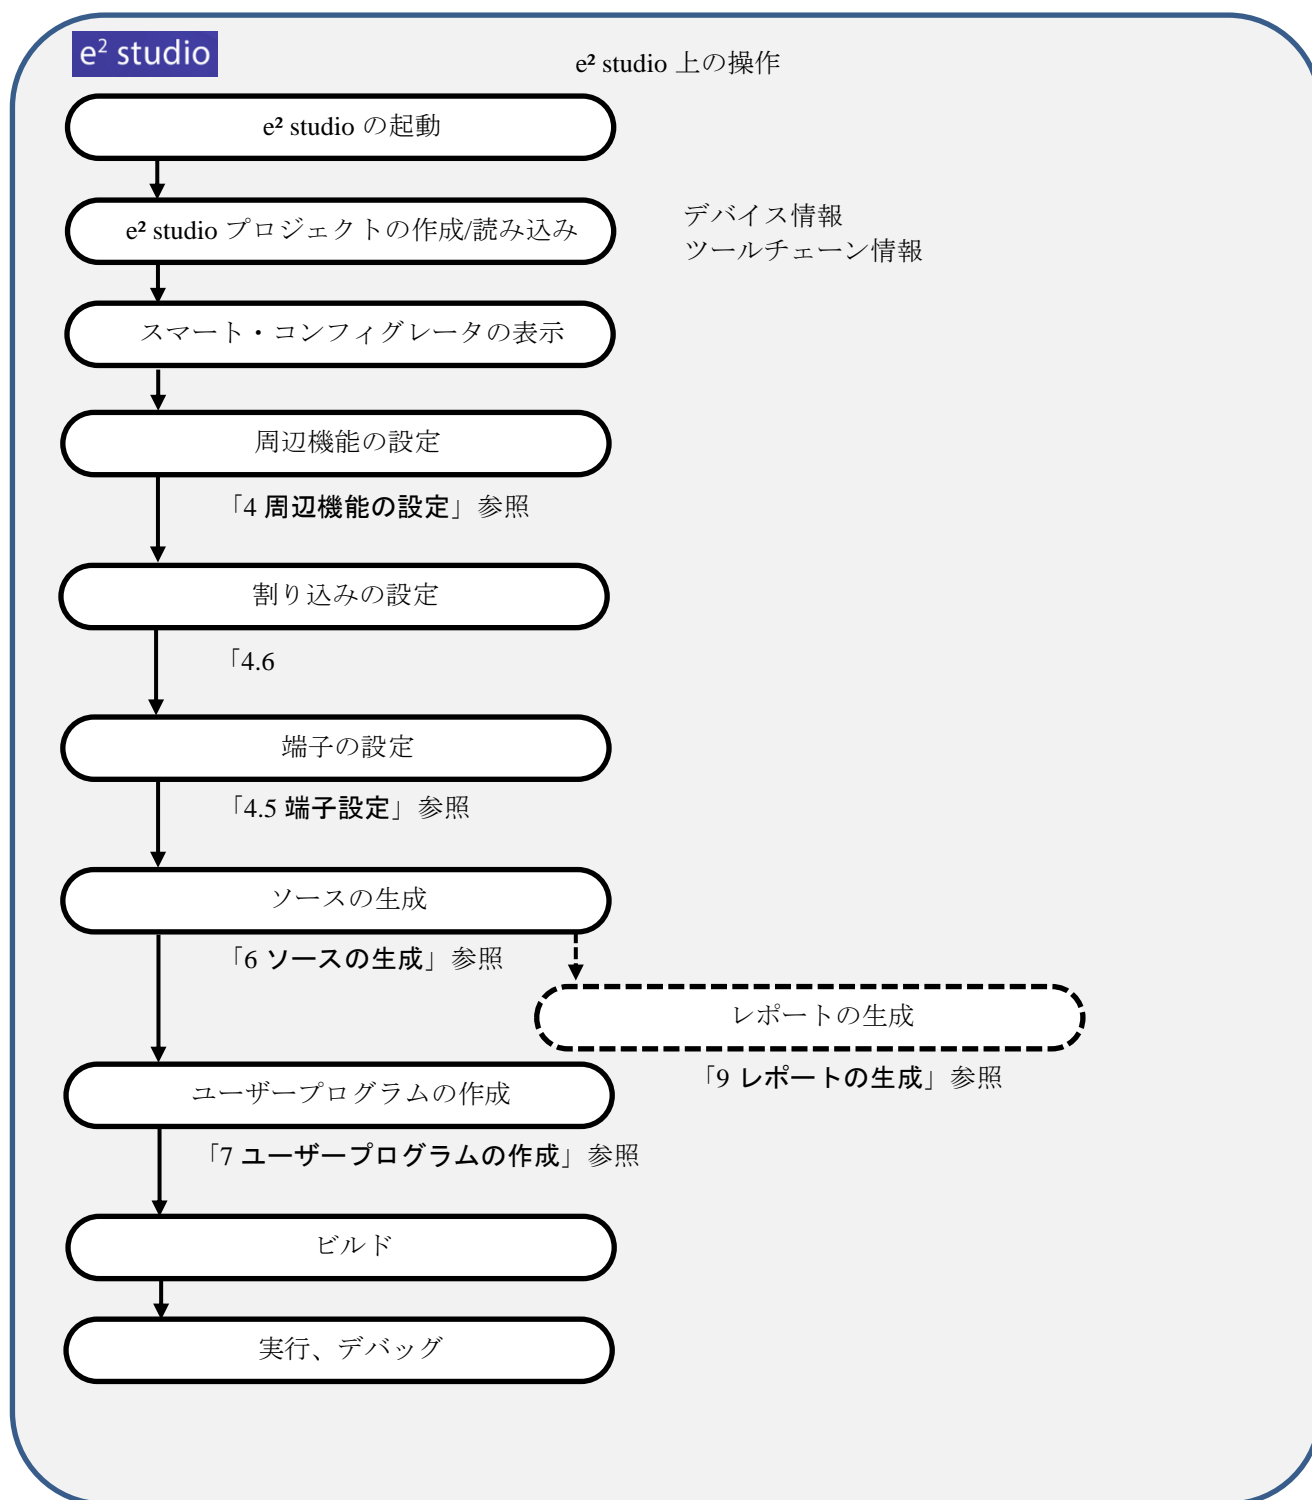 e² studio
e² studio 上の操作
e² studio の起動
e² studio プロジェクトの作成/読み込み
デバイス情報
ツールチェーン情報
スマート・コンフィグレータの表示
周辺機能の設定
「4 周辺機能の設定」参照
割り込みの設定
「4.6
端子の設定
「4.5 端子設定」参照
ソースの生成
「6 ソースの生成」参照
レポートの生成
「9 レポートの生成」参照
ユーザープログラムの作成
「7 ユーザープログラムの作成」参照
ビルド
実行、デバッグ